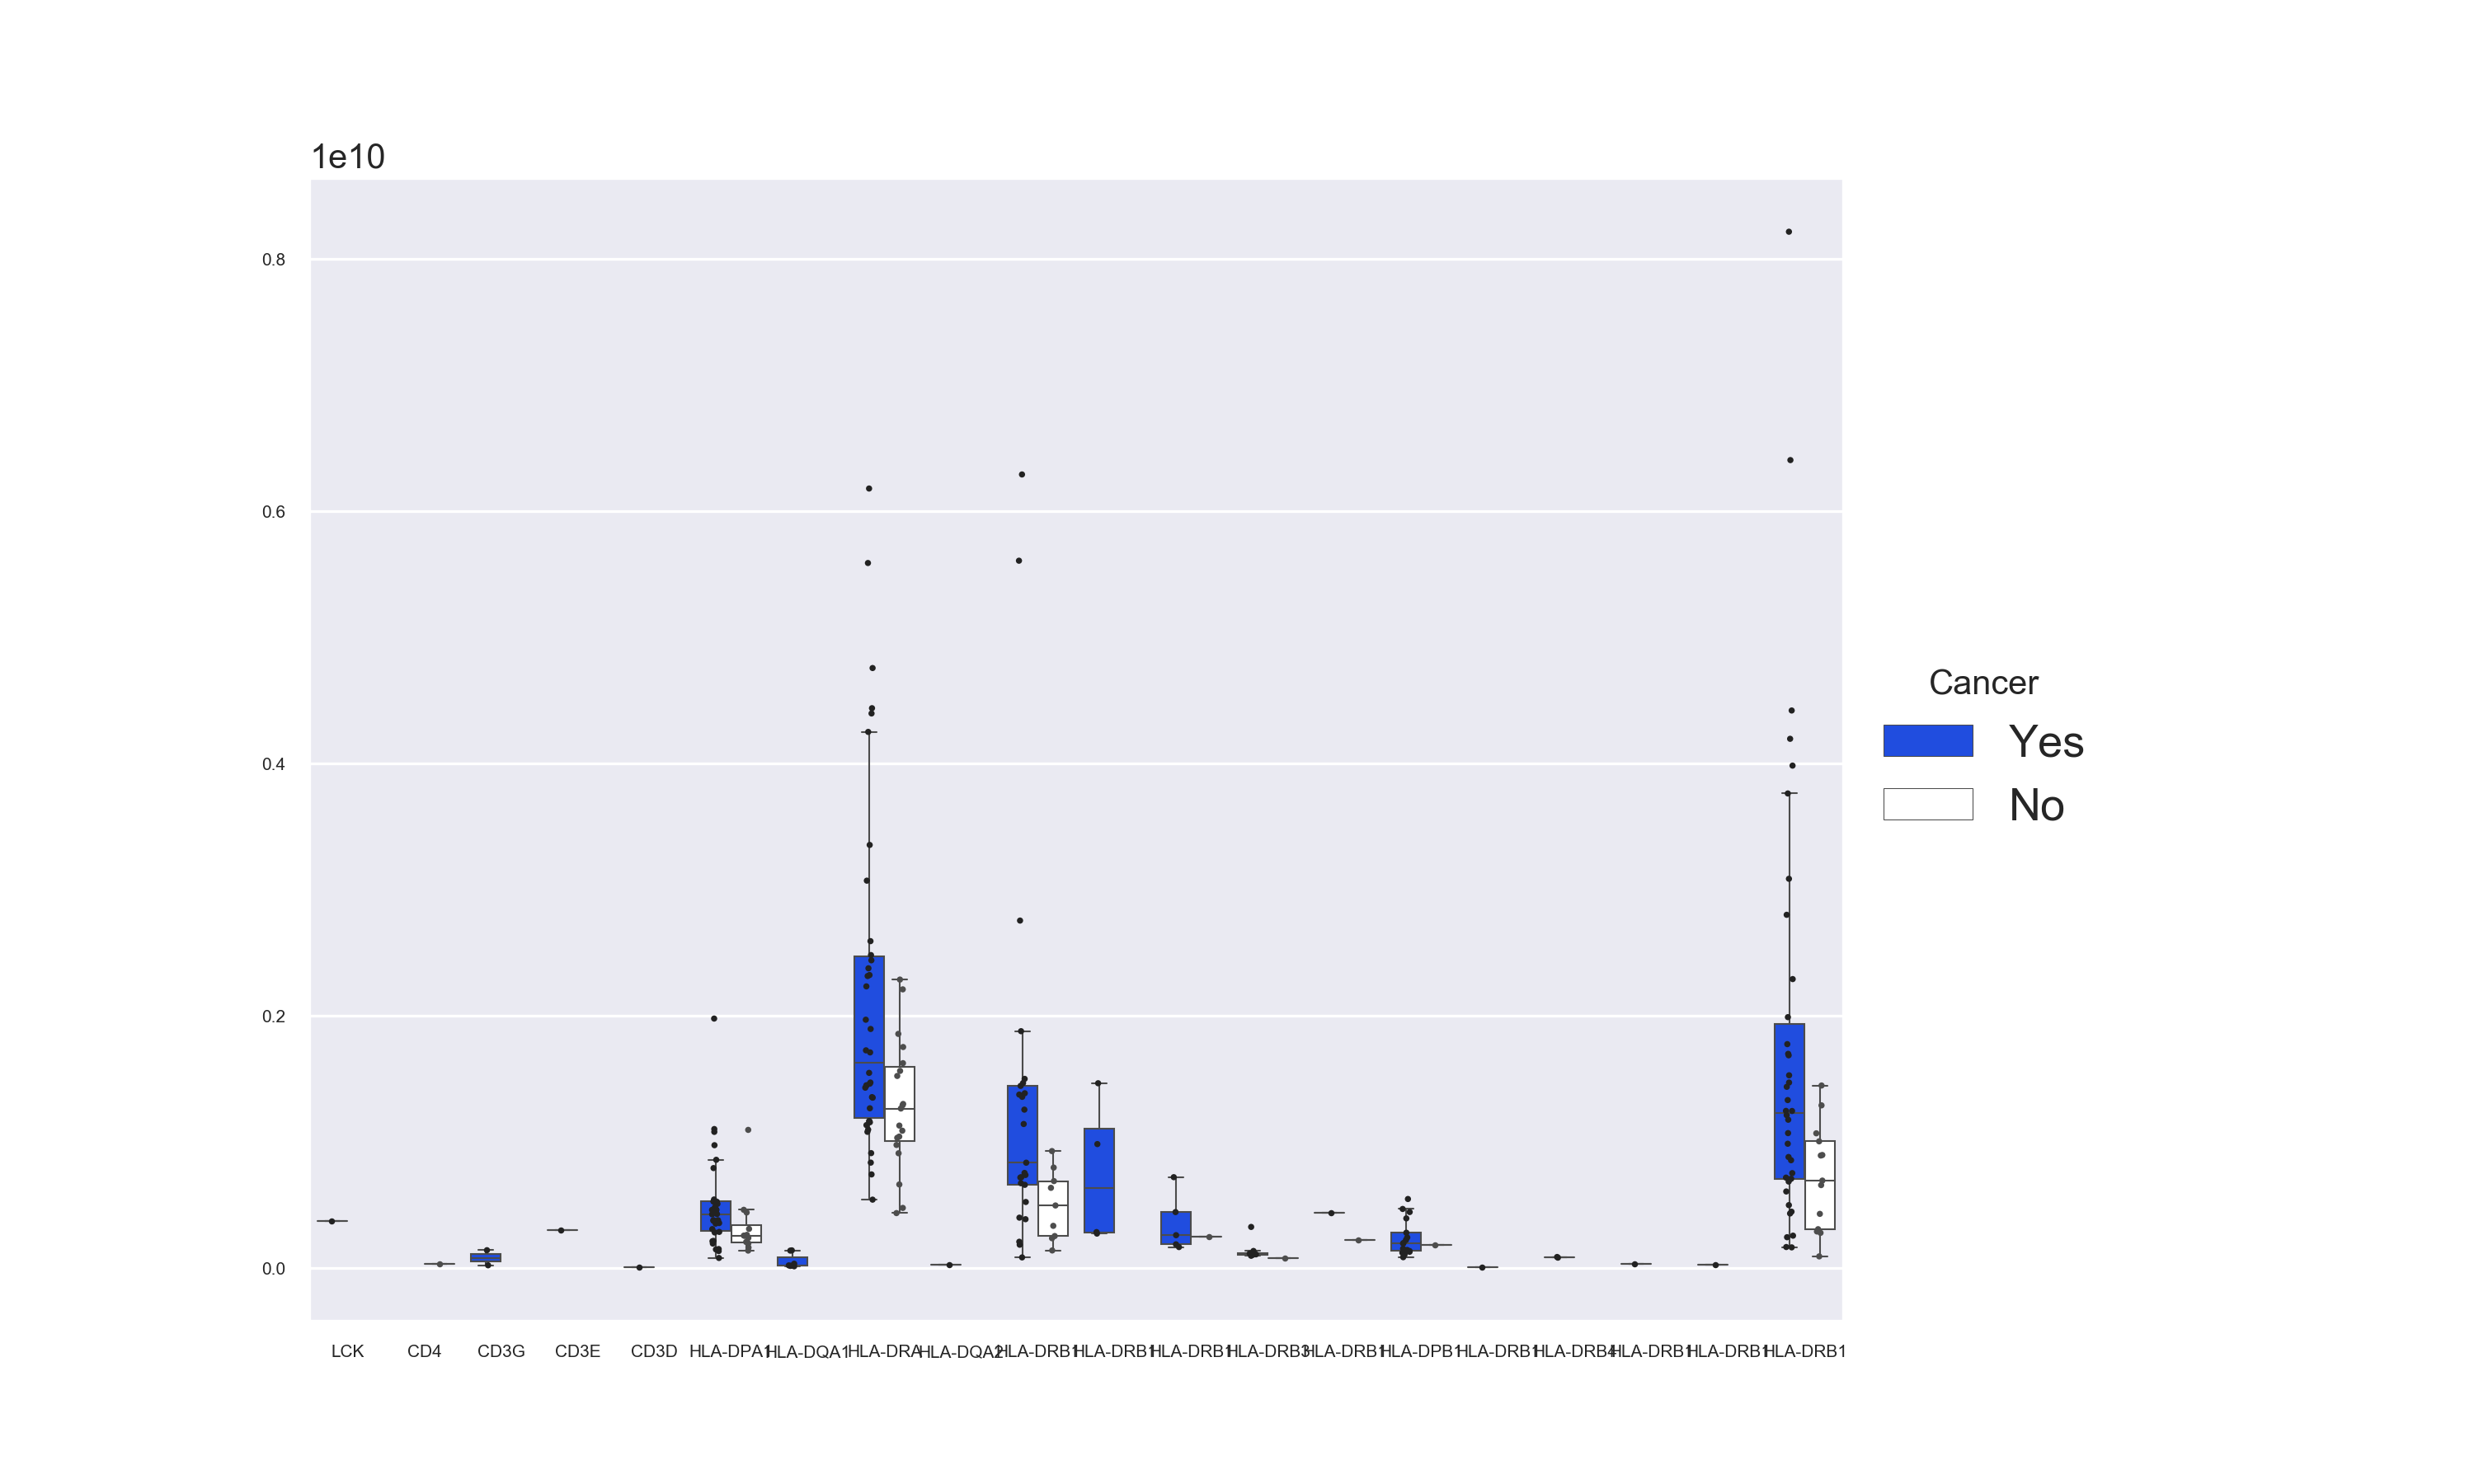 1e10
0.8
0.6
0.4
0.2
0.0
LCK CD4 CD3G CD3E CD3D HLA-DPA1 HLA-DQA1 HLA-DRA HLA-DQA2 HLA-DRB1 HLA-DRB1 HLA-DRB1 HLA-DRB3 HLA-DRB1 HLA-DPB1 HLA-DRB1 HLA-DRB4 HLA-DRB1 HLA-DRB1 HLA-DRB1
Cancer
Yes
No